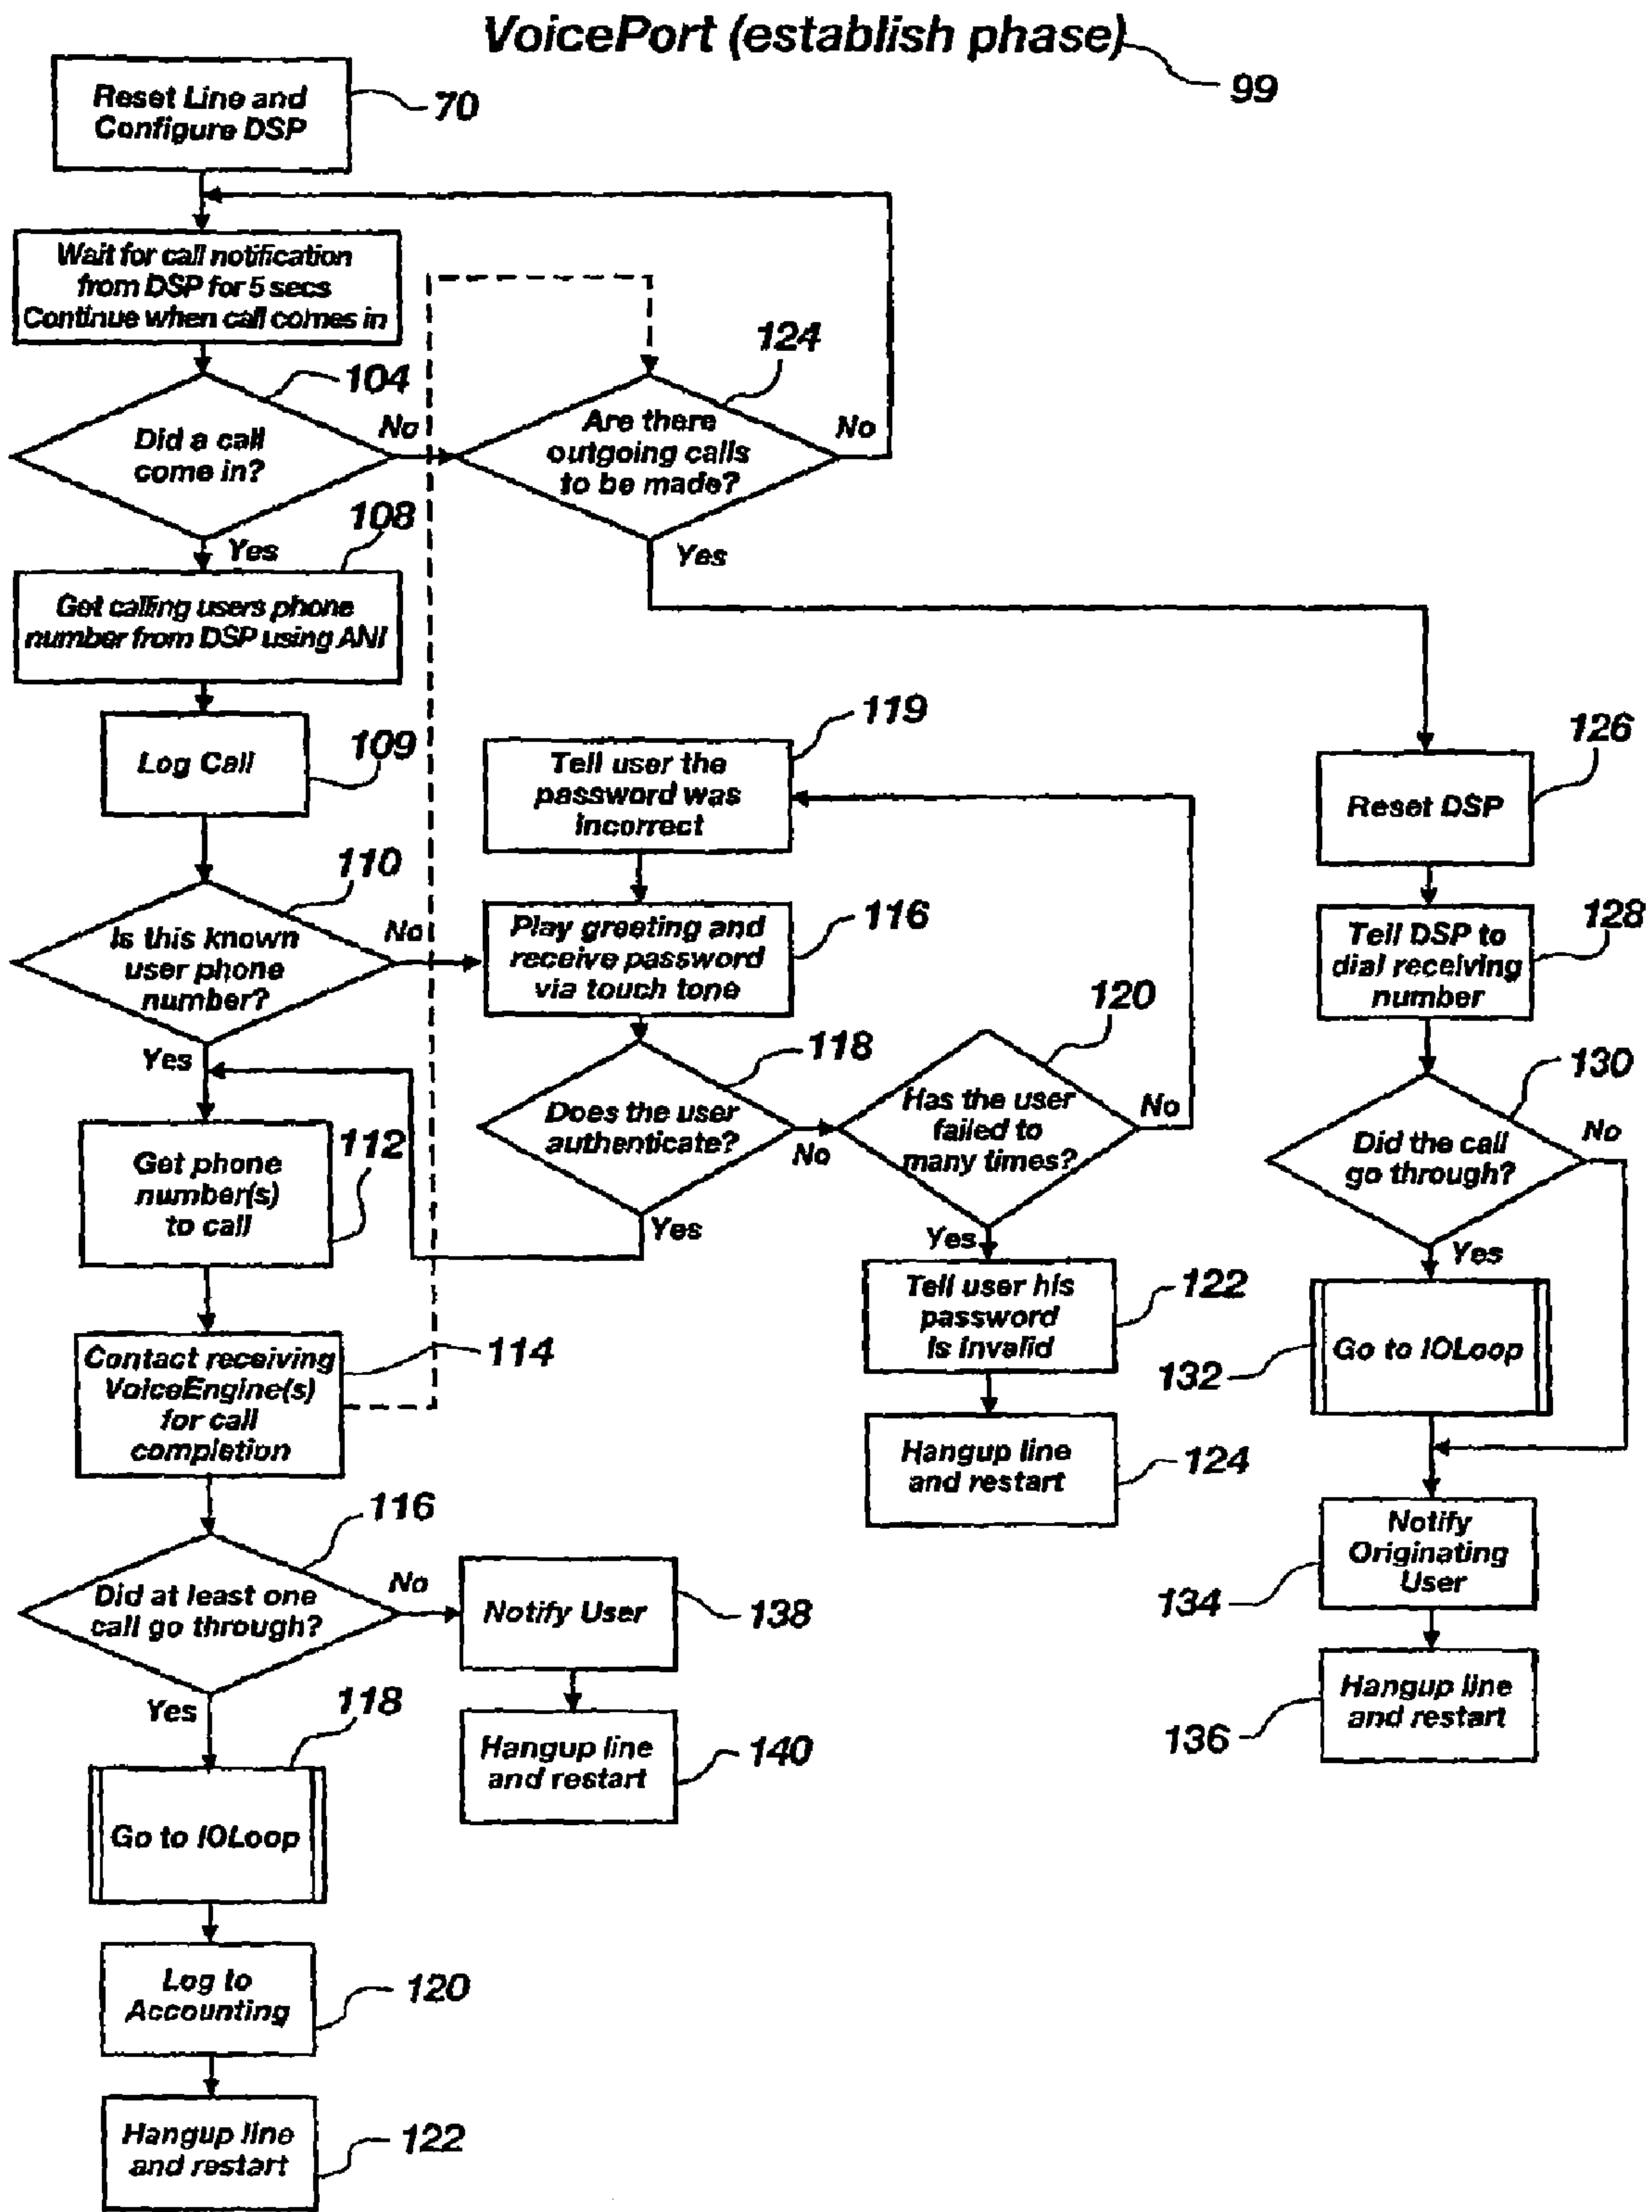 VoicePort (establish phase)
99
Reset Line and
Configure DSP
70
Wait for call notification
from DSP for 5 secs
Continue when call comes in
104
Did a call
come in?
No
Yes
124
Are there
outgoing calls
to be made?
No
Yes
108
Get calling users phone
number from DSP using ANI
Log Call
109
110
Is this known
user phone
number?
No
Yes
119
Tell user the
password was
incorrect
Play greeting and
receive password
via touch tone
116
118
Does the user
authenticate?
No
Yes
120
Has the user
failed to
many times?
No
Yes
Tell user his
password
is invalid
122
Hangup line
and restart
124
126
Reset DSP
128
Tell DSP to
dial receiving
number
130
Did the call
go through?
No
Yes
Go to IOLoop
132
Notify
Originating
User
134
Hangup line
and restart
136
Get phone
number(s)
to call
112
Contact receiving
VoiceEngine(s)
for call
completion
114
116
Did at least one
call go through?
No
Yes
Notify User
138
Hangup line
and restart
140
118
Go to IOLoop
Log to
Accounting
120
Hangup line
and restart
122